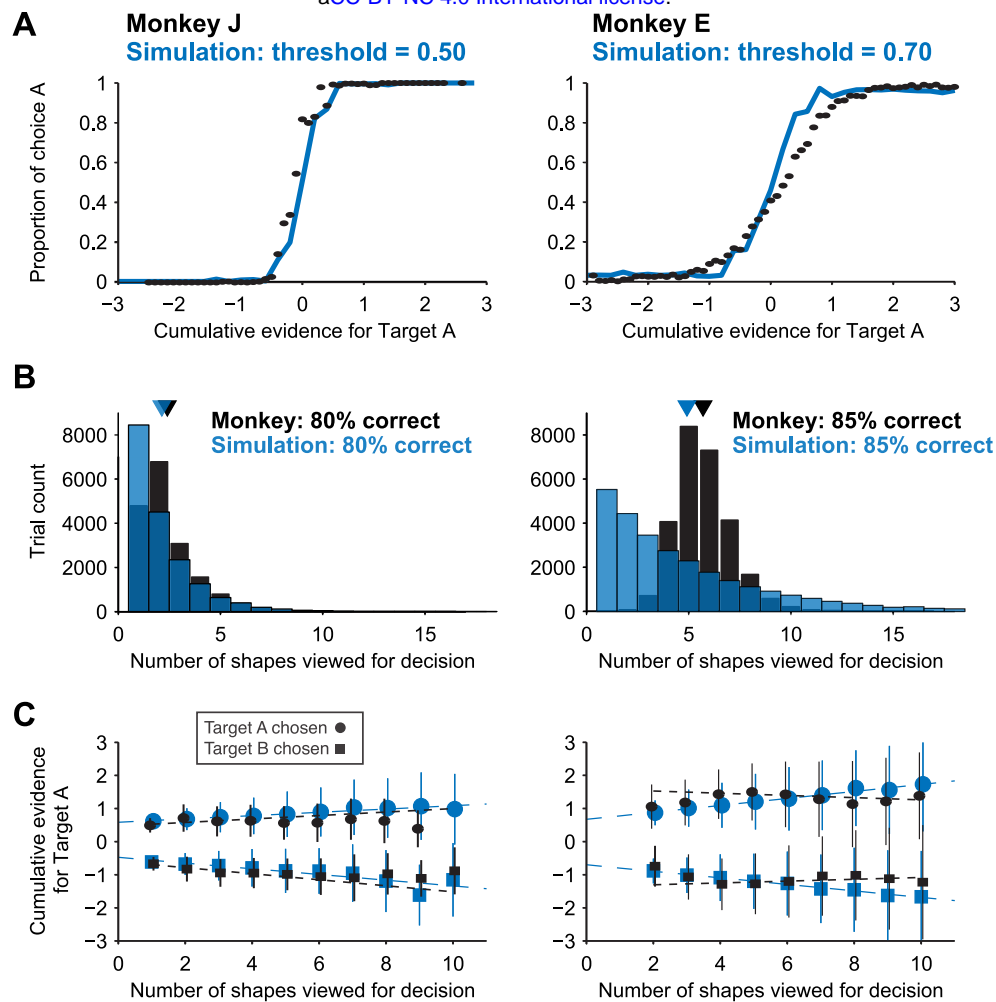 aCC-BY-NC 4.0 International license.
A
Monkey J
Simulation: threshold = 0.50
Monkey E
Simulation: threshold = 0.70
Proportion of choice A
1
0.8
0.6
0.4
0.2
0
−3 −2 −1 0 1 2 3
Cumulative evidence for Target A
1
0.8
0.6
0.4
0.2
0
−3 −2 −1 0 1 2 3
Cumulative evidence for Target A
B
Monkey: 80% correct
Simulation: 80% correct
Monkey: 85% correct
Simulation: 85% correct
Trial count
8000
6000
4000
2000
0
0 5 10 15
Number of shapes viewed for decision
8000
6000
4000
2000
0
0 5 10 15
Number of shapes viewed for decision
C
Target A chosen
Target B chosen
Cumulative evidence
for Target A
3
2
1
0
−1
−2
−3
0 2 4 6 8 10
Number of shapes viewed for decision
3
2
1
0
−1
−2
−3
0 2 4 6 8 10
Number of shapes viewed for decision